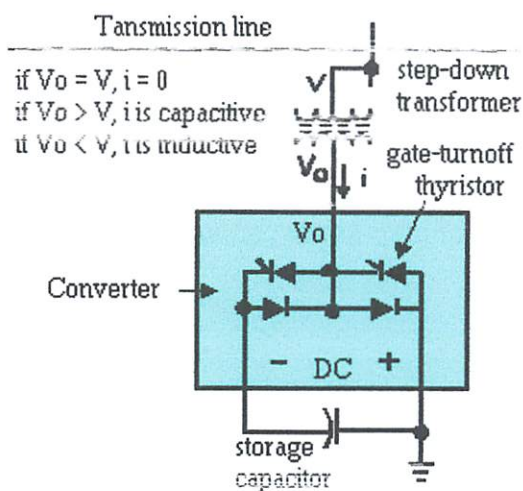 Tansmission line
if Vo = V, i = 0
if Vo > V, i is capacitive
if Vo < V, i is inductive
V
step-down
transformer
Vo
i
gate-turnoff
thyristor
Vo
Converter
- DC +
storage
capacitor